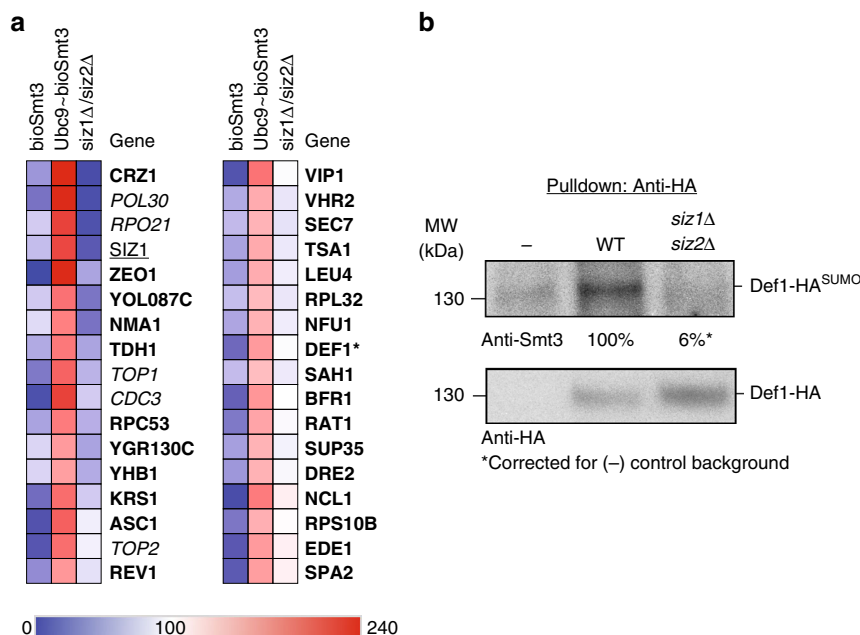 a
bioSmt3
Ubc9~bioSmt3
siz1Δ/siz2Δ
Gene
CRZ1
POL30
RPO21
SIZ1
ZEO1
YOL087C
NMA1
TDH1
TOP1
CDC3
RPC53
YGR130C
YHB1
KRS1
ASC1
TOP2
REV1
bioSmt3
Ubc9~bioSmt3
siz1Δ/siz2Δ
Gene
VIP1
VHR2
SEC7
TSA1
LEU4
RPL32
NFU1
DEF1*
SAH1
BFR1
RAT1
SUP35
DRE2
NCL1
RPS10B
EDE1
SPA2
0 100 240
b
Pulldown: Anti-HA
MW
(kDa)
– WT siz1Δ
siz2Δ
130 Def1-HA^SUMO
Anti-Smt3 100% 6%*
130 Def1-HA
Anti-HA
*Corrected for (–) control background